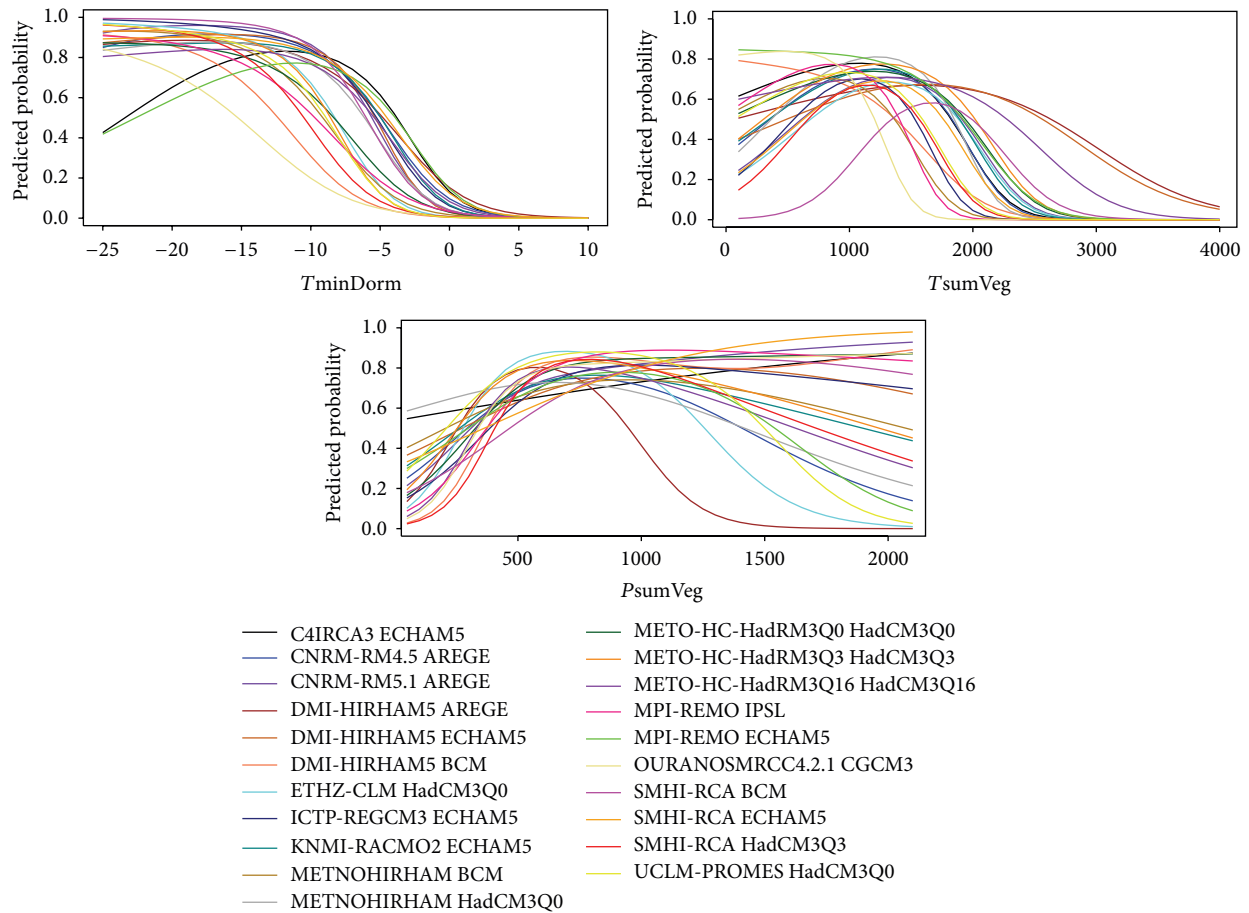 Predicted probability
1.0
0.8
0.6
0.4
0.2
0.0
−25
−20
−15
−10
−5
0
5
10
TminDorm
Predicted probability
1.0
0.8
0.6
0.4
0.2
0.0
0
1000
2000
3000
4000
TsumVeg
Predicted probability
1.0
0.8
0.6
0.4
0.2
0.0
500
1000
1500
2000
PsumVeg
C4IRCA3 ECHAM5
CNRM-RM4.5 AREGE
CNRM-RM5.1 AREGE
DMI-HIRHAM5 AREGE
DMI-HIRHAM5 ECHAM5
DMI-HIRHAM5 BCM
ETHZ-CLM HadCM3Q0
ICTP-REGCM3 ECHAM5
KNMI-RACMO2 ECHAM5
METNOHIRHAM BCM
METNOHIRHAM HadCM3Q0
METO-HC-HadRM3Q0 HadCM3Q0
METO-HC-HadRM3Q3 HadCM3Q3
METO-HC-HadRM3Q16 HadCM3Q16
MPI-REMO IPSL
MPI-REMO ECHAM5
OURANOSMRCC4.2.1 CGCM3
SMHI-RCA BCM
SMHI-RCA ECHAM5
SMHI-RCA HadCM3Q3
UCLM-PROMES HadCM3Q0